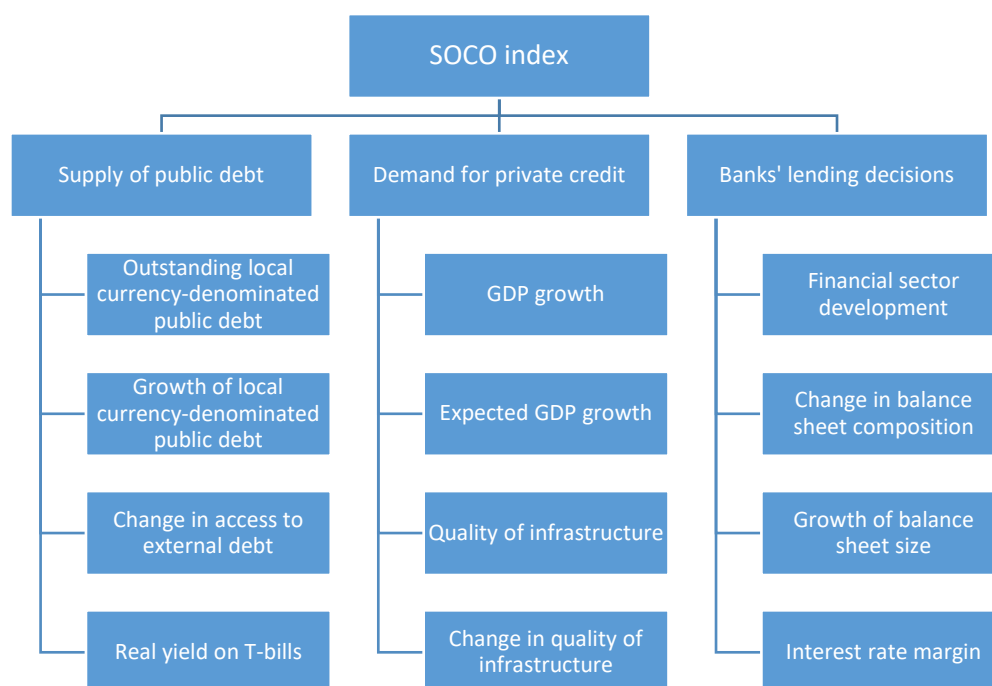 SOCO index
Supply of public debt
Outstanding local
currency-denominated
public debt
Growth of local
currency-denominated
public debt
Change in access to
external debt
Real yield on T-bills
Demand for private credit
GDP growth
Expected GDP growth
Quality of infrastructure
Change in quality of
infrastructure
Banks' lending decisions
Financial sector
development
Change in balance
sheet composition
Growth of balance
sheet size
Interest rate margin